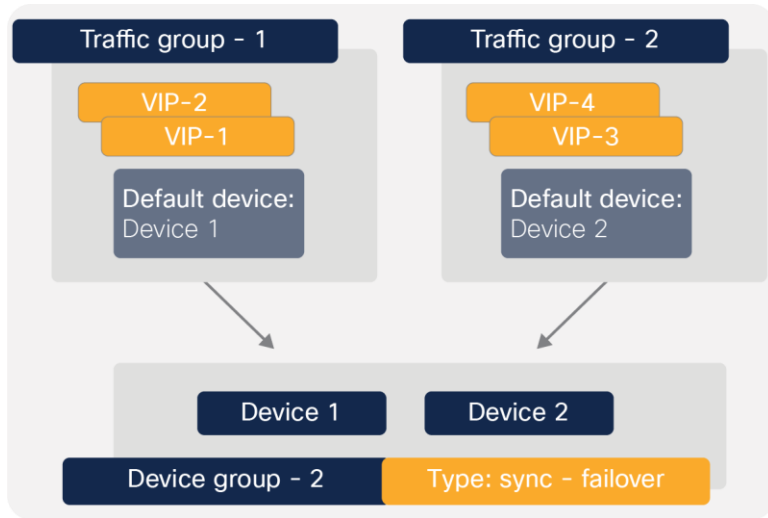 Traffic group - 1
VIP-2
VIP-1
Default device:
Device 1
Traffic group - 2
VIP-4
VIP-3
Default device:
Device 2
Device 1
Device 2
Device group - 2
Type: sync - failover